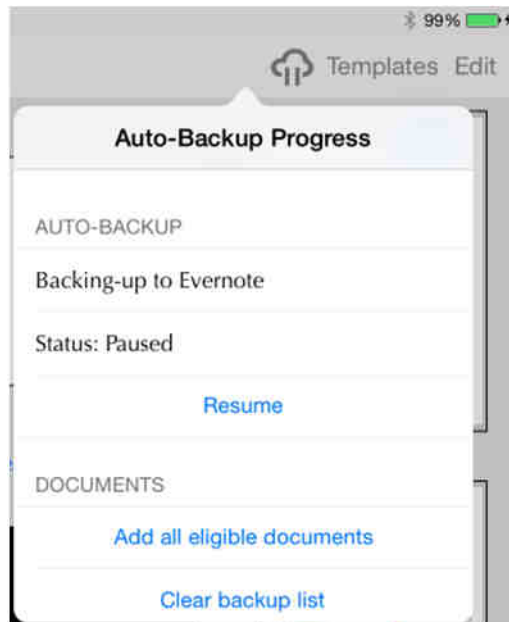 99%
Templates Edit
Auto-Backup Progress
AUTO-BACKUP
Backing-up to Evernote
Status: Paused
Resume
DOCUMENTS
Add all eligible documents
Clear backup list